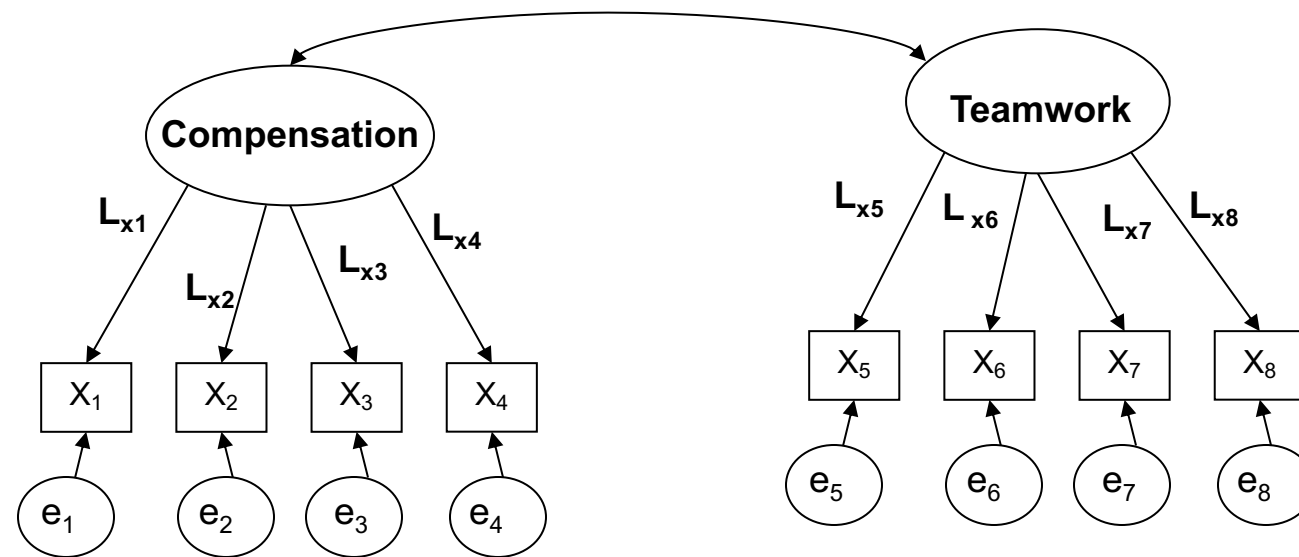 Compensation
Teamwork
Lx1
Lx2
Lx3
Lx4
Lx5
L x6
Lx7
Lx8
X1
X2
X3
X4
X5
X6
X7
X8
e1
e2
e3
e4
e5
e6
e7
e8